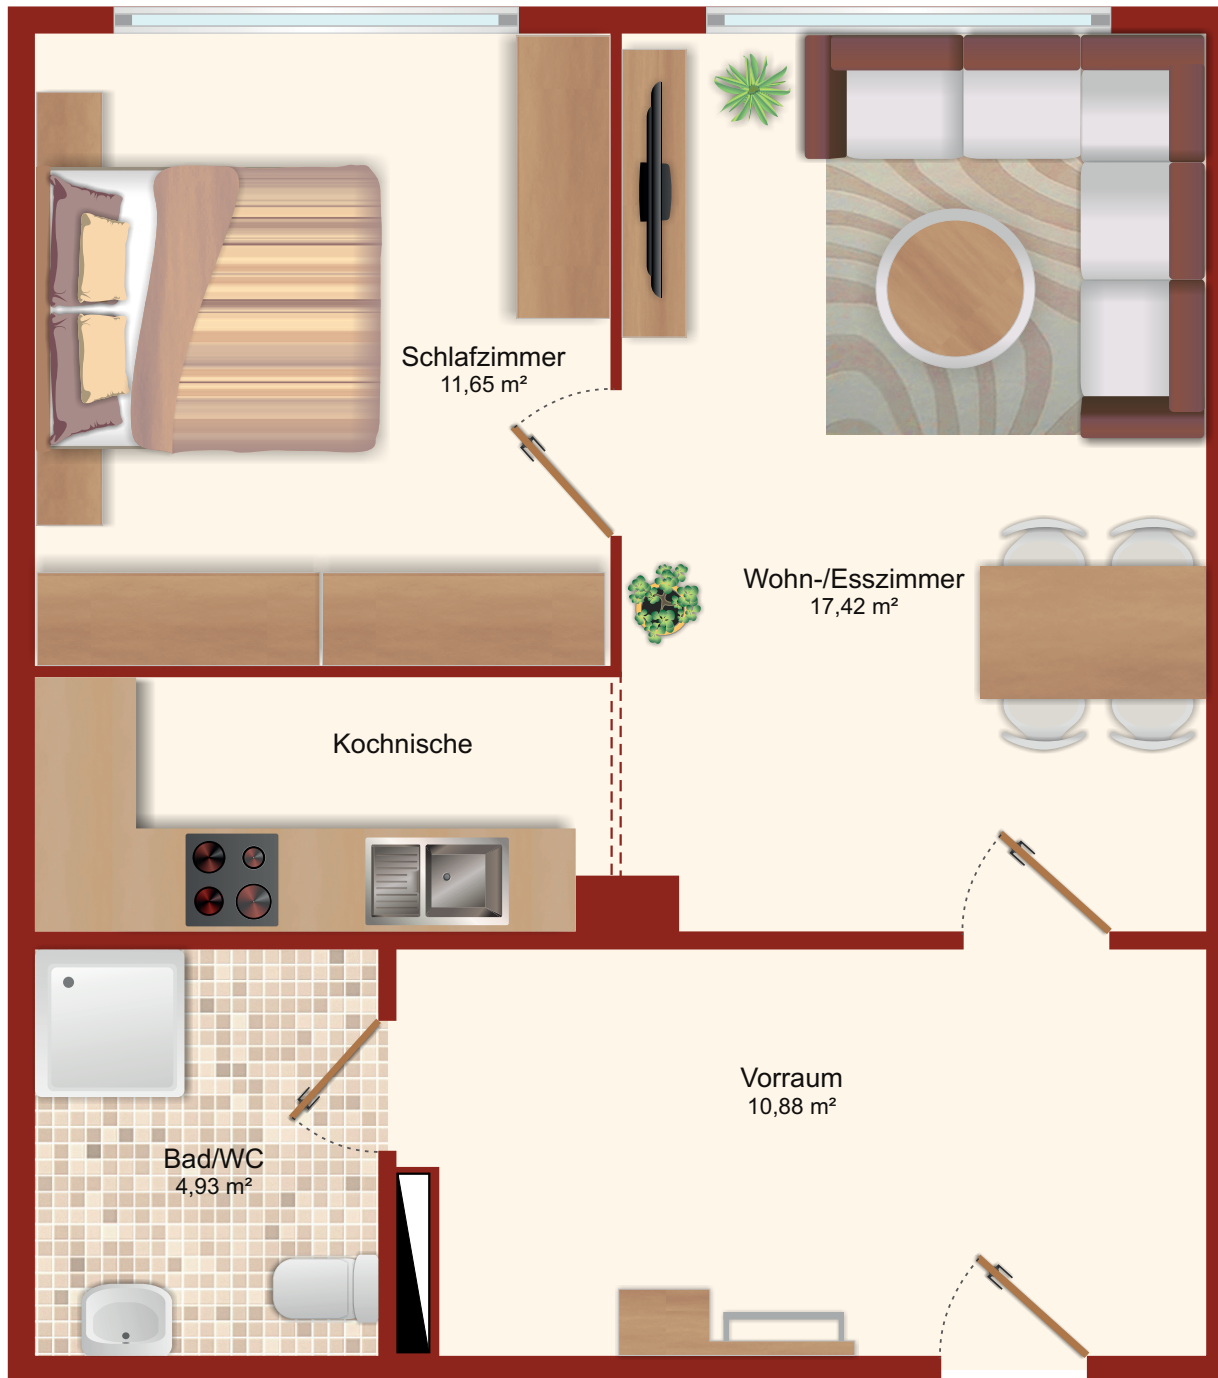 Schlafzimmer
11,65 m²
Wohn-/Esszimmer
17,42 m²
Kochnische
Vorraum
10,88 m²
Bad/WC
4,93 m²